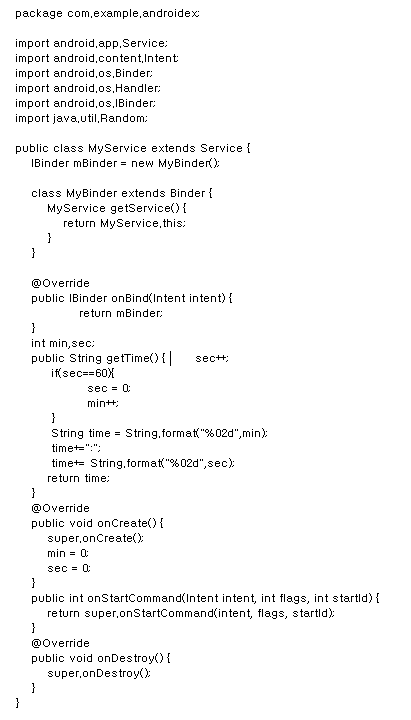 package com.example.androidex;

import android.app.Service;
import android.content.Intent;
import android.os.Binder;
import android.os.Handler;
import android.os.IBinder;
import java.util.Random;

public class MyService extends Service {
    IBinder mBinder = new MyBinder();

    class MyBinder extends Binder {
        MyService getService() {
            return MyService.this;
        }
    }

    @Override
    public IBinder onBind(Intent intent) {
                return mBinder;
    }
    int min,sec;
    public String getTime() { |      sec++;
         if(sec==60){
                  sec = 0;
                  min++;
         }
         String time = String.format("%02d",min);
         time+=":";
         time+= String.format("%02d",sec);
        return time;
    }
    @Override
    public void onCreate() {
        super.onCreate();
        min = 0;
        sec = 0;
    }
    public int onStartCommand(Intent intent, int flags, int startId) {
        return super.onStartCommand(intent, flags, startId);
    }
    @Override
    public void onDestroy() {
        super.onDestroy();
    }
}